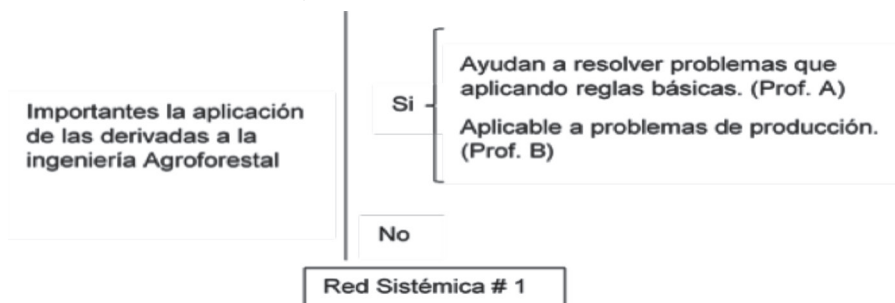 Importantes la aplicación
de las derivadas a la
ingeniería Agroforestal
Si
Ayudan a resolver problemas que
aplicando reglas básicas. (Prof. A)
Aplicable a problemas de producción.
(Prof. B)
No
Red Sistémica # 1